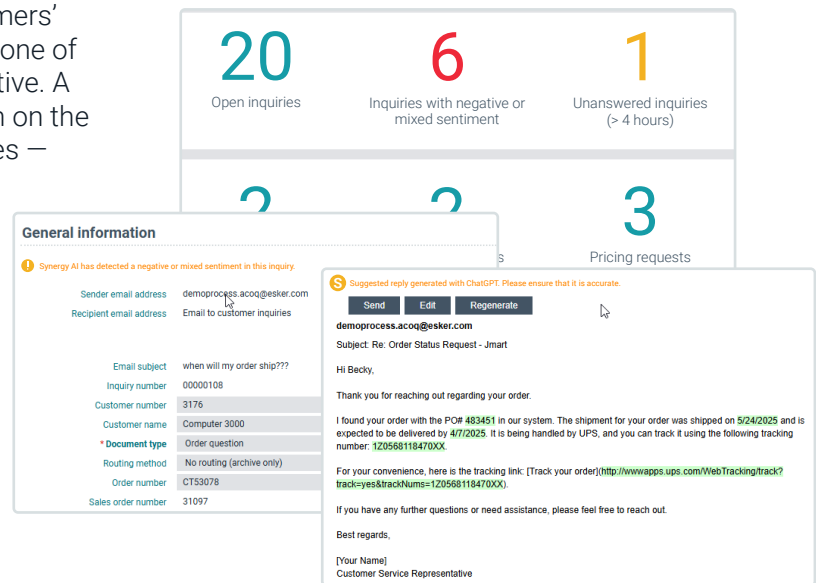 one of
A
on the
—
20
6
1
Open inquiries
Inquiries with negative or
mixed sentiment
Unanswered inquiries
(> 4 hours)
3
Pricing requests
General information
Synergy AI has detected a negative or mixed sentiment in this inquiry.
Sender email address demoprocess.acoq@esker.com
Recipient email address Email to customer inquiries
Email subject when will my order ship???
Inquiry number 00000108
Customer number 3176
Customer name Computer 3000
* Document type Order question
Routing method No routing (archive only)
Order number CT53078
Sales order number 31097
S Suggested reply generated with ChatGPT. Please ensure that it is accurate.
Send Edit Regenerate
demoprocess.acoq@esker.com
Subject: Re: Order Status Request - Jmart
Hi Becky,
Thank you for reaching out regarding your order.
I found your order with the PO# 483451 in our system. The shipment for your order was shipped on 5/24/2025 and is
expected to be delivered by 4/7/2025. It is being handled by UPS, and you can track it using the following tracking
number: 1Z0568118470XX.
For your convenience, here is the tracking link: [Track your order](http://wwwapps.ups.com/WebTracking/track?
track=yes&trackNums=1Z0568118470XX).
If you have any further questions or need assistance, please feel free to reach out.
Best regards,
[Your Name]
Customer Service Representative